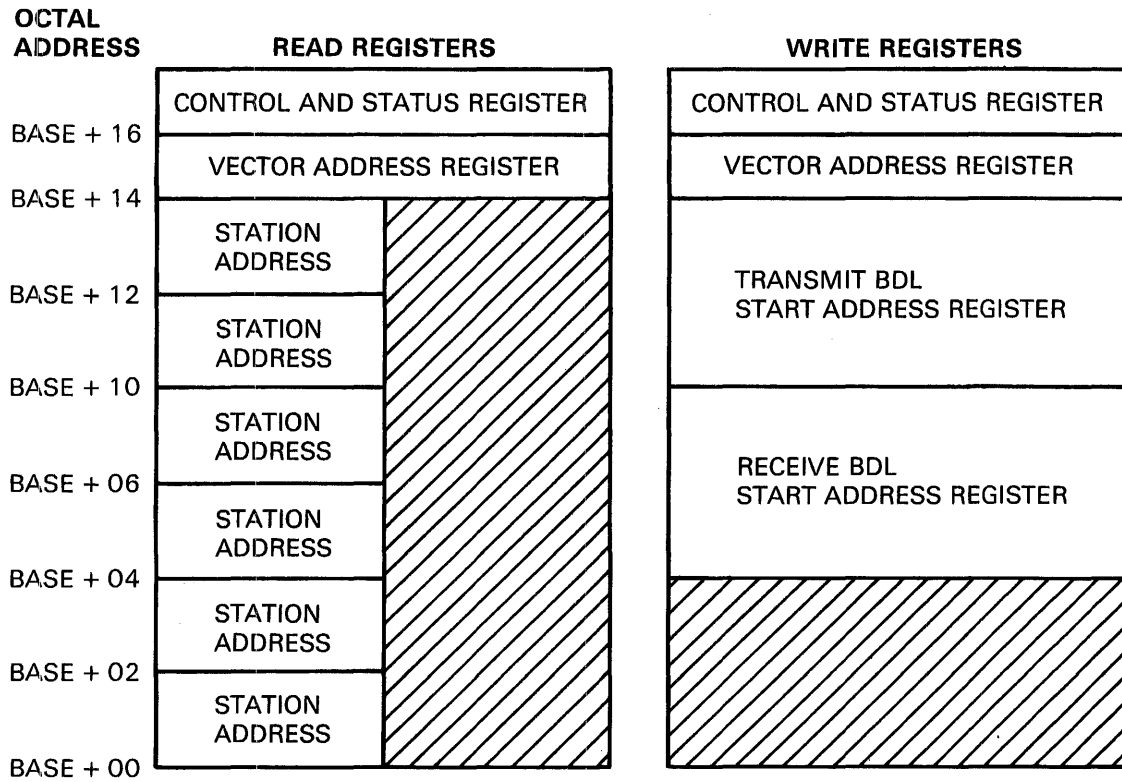 OCTAL
ADDRESS
READ REGISTERS
WRITE REGISTERS
CONTROL AND STATUS REGISTER
CONTROL AND STATUS REGISTER
BASE + 16
VECTOR ADDRESS REGISTER
VECTOR ADDRESS REGISTER
BASE + 14
STATION
ADDRESS
TRANSMIT BDL
START ADDRESS REGISTER
BASE + 12
STATION
ADDRESS
BASE + 10
STATION
ADDRESS
RECEIVE BDL
START ADDRESS REGISTER
BASE + 06
STATION
ADDRESS
BASE + 04
STATION
ADDRESS
BASE + 02
STATION
ADDRESS
BASE + 00